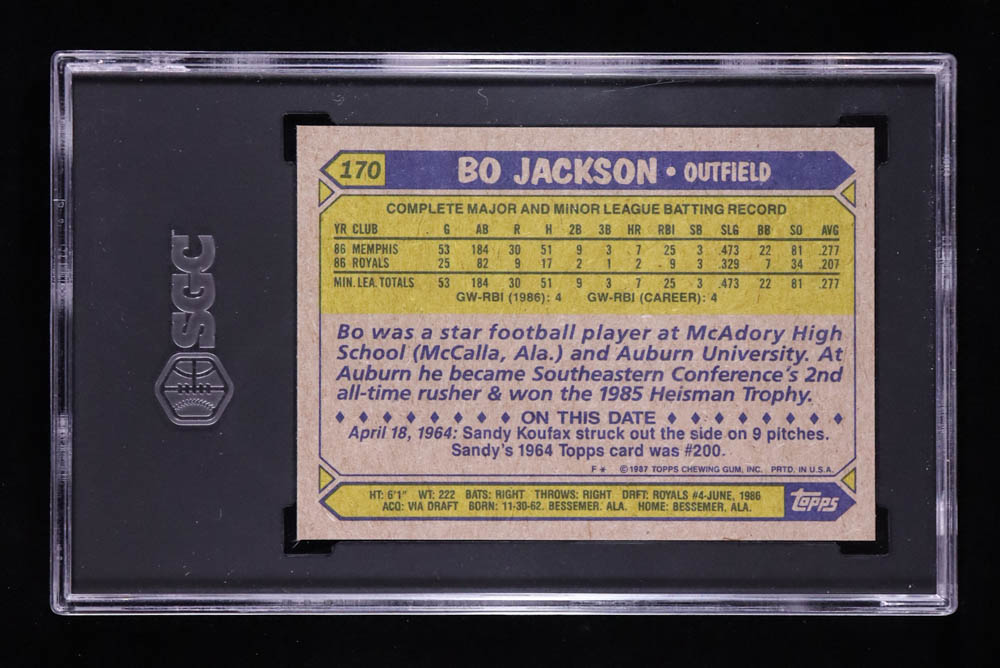 SGC
170 BO JACKSON • OUTFIELD
COMPLETE MAJOR AND MINOR LEAGUE BATTING RECORD
YR CLUB G AB R H 2B 3B HR RBI SB SLG BB SO AVG
86 MEMPHIS 53 184 30 51 9 3 7 25 3 .473 22 81 .277
86 ROYALS 25 82 9 17 2 1 2 9 3 .329 7 34 .207
MIN. LEA. TOTALS 53 184 30 51 9 3 7 25 3 .473 22 81 .277
GW-RBI (1986): 4 GW-RBI (CAREER): 4
Bo was a star football player at McAdory High
School (McCalla, Ala.) and Auburn University. At
Auburn he became Southeastern Conference's 2nd
all-time rusher & won the 1985 Heisman Trophy.
♦ ♦ ♦ ♦ ♦ ♦ ♦ ON THIS DATE ♦ ♦ ♦ ♦ ♦ ♦ ♦
April 18, 1964: Sandy Koufax struck out the side on 9 pitches.
Sandy's 1964 Topps card was #200.
F * © 1987 TOPPS CHEWING GUM, INC. PRTD. IN U.S.A.
HT: 6'1" WT: 222 BATS: RIGHT THROWS: RIGHT DRFT: ROYALS #4-JUNE, 1986
ACQ: VIA DRAFT BORN: 11-30-62, BESSEMER, ALA. HOME: BESSEMER, ALA.
topps